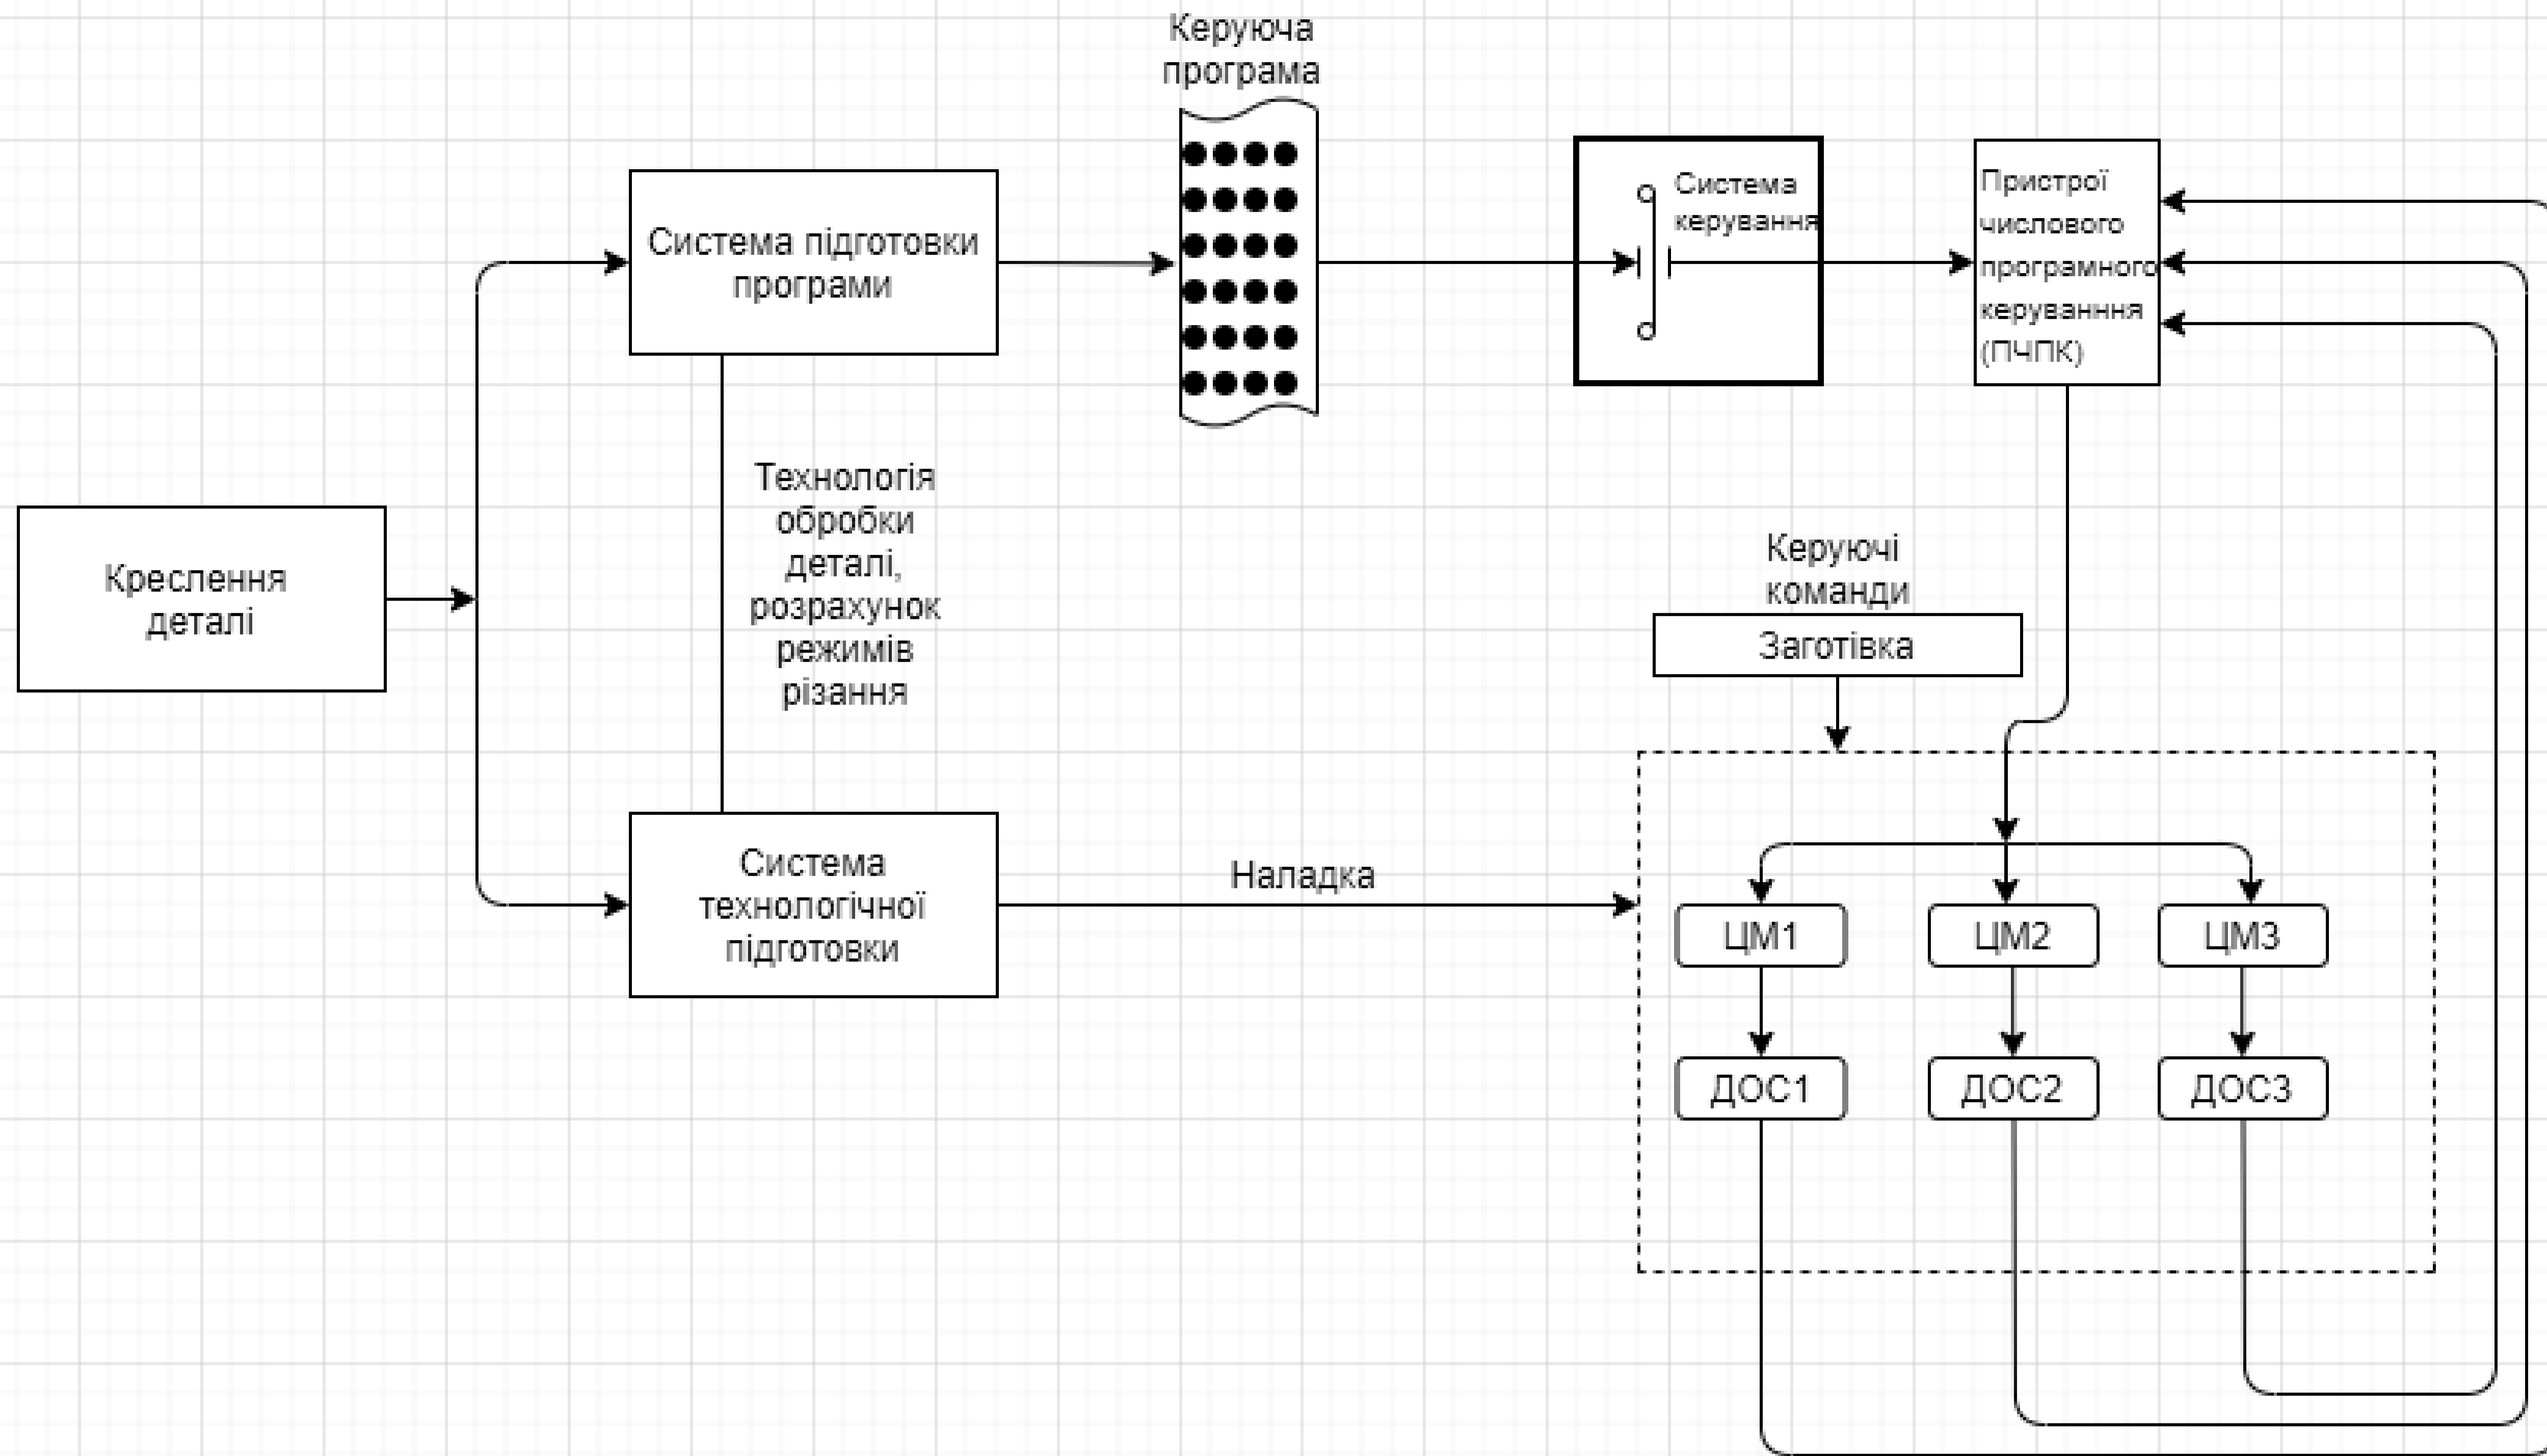 Керуюча
програма
Система підготовки
програми
Система
керування
Пристрої
числового
програмного
керуванння
(ПЧПК)
Технологія
обробки
деталі,
розрахунок
режимів
різання
Креслення
деталі
Керуючі
команди
Заготівка
Система
технологічної
підготовки
Наладка
ЦМ1
ЦМ2
ЦМ3
ДОС1
ДОС2
ДОС3